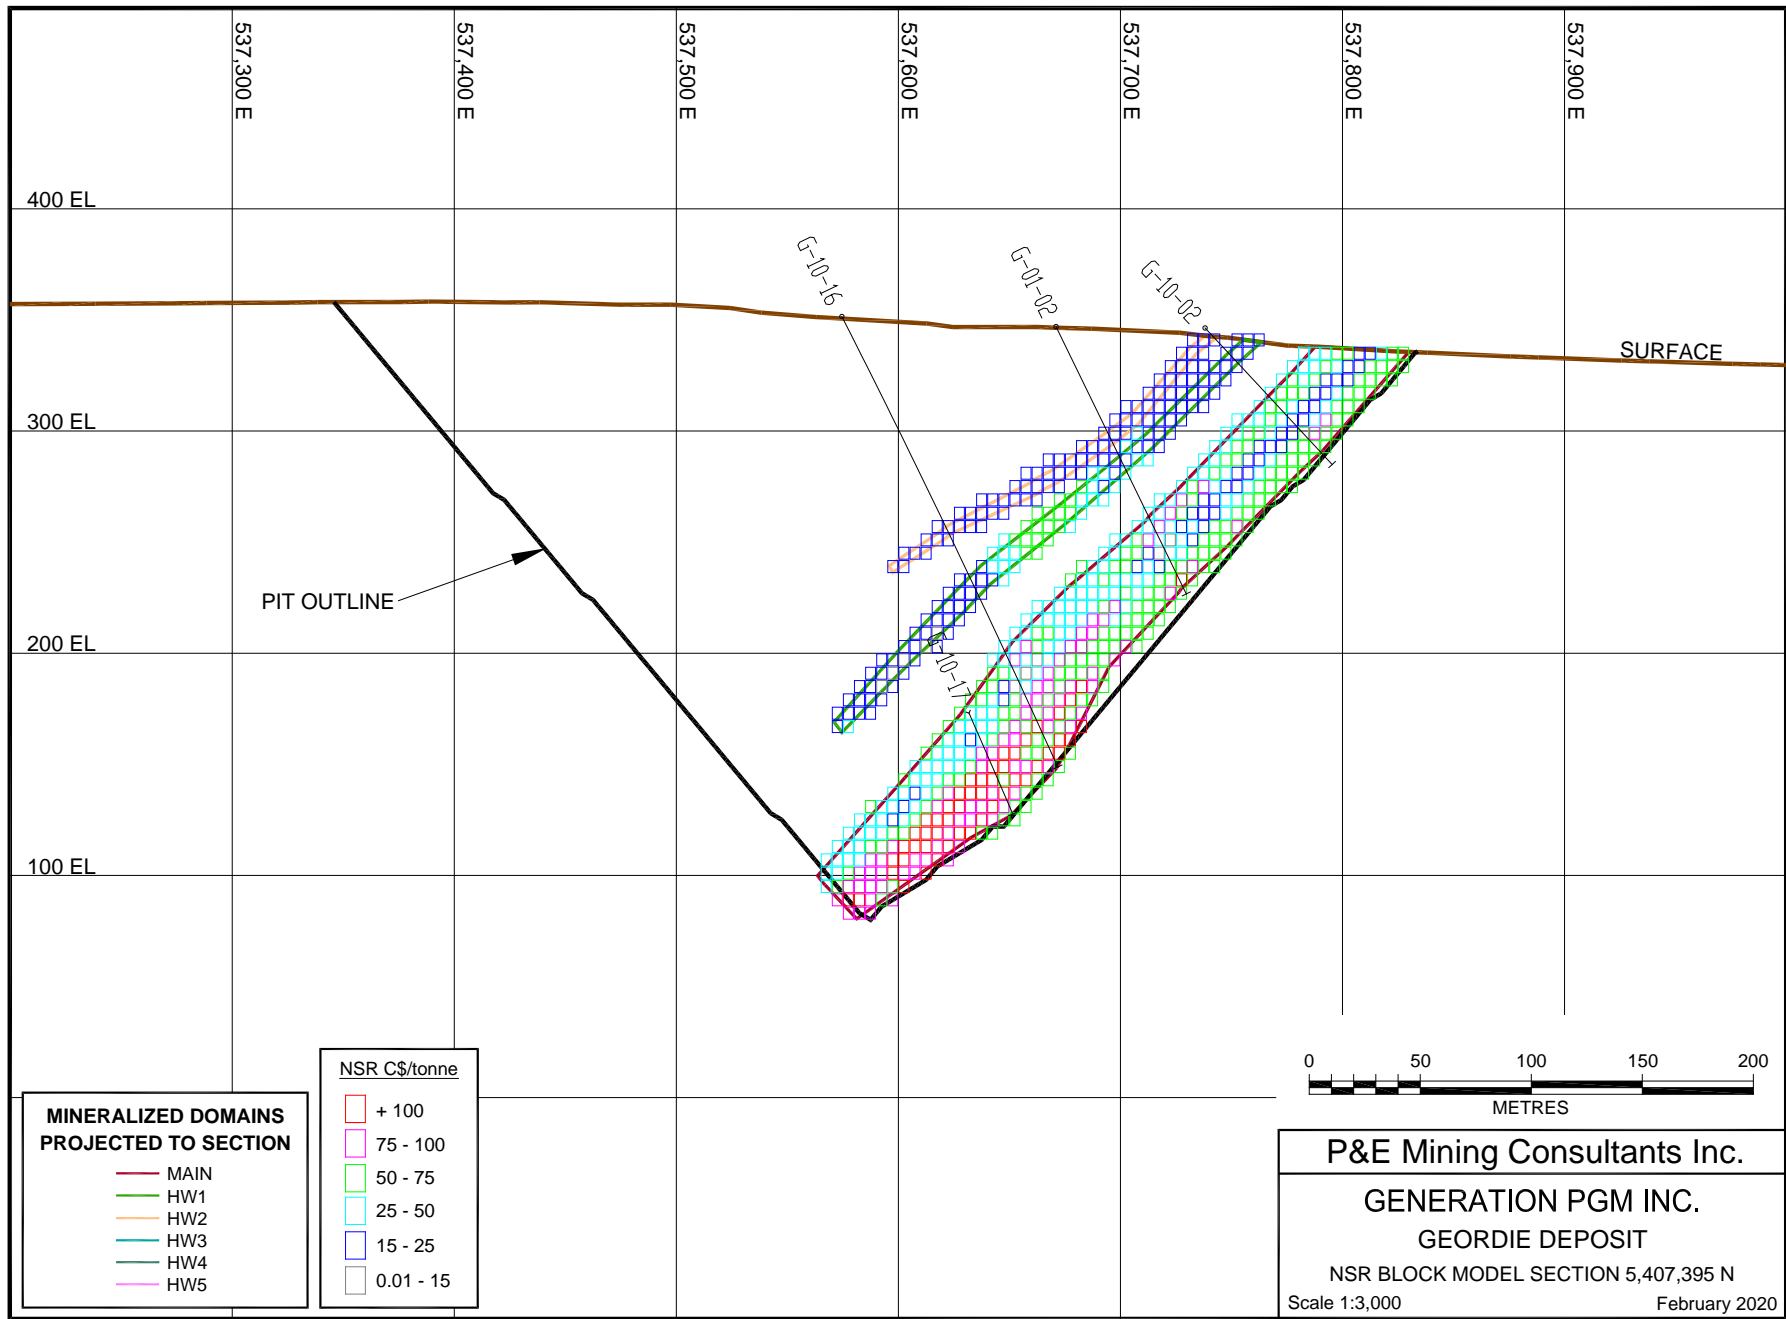 537,300 E
537,400 E
537,500 E
537,600 E
537,700 E
537,800 E
537,900 E
400 EL
G-10-16
G-01-02
G-10-02
SURFACE
300 EL
PIT OUTLINE
200 EL
G-10-17
100 EL
NSR C$/tonne
+ 100
75 - 100
50 - 75
25 - 50
15 - 25
0.01 - 15
MINERALIZED DOMAINS
PROJECTED TO SECTION
MAIN
HW1
HW2
HW3
HW4
HW5
0 50 100 150 200
METRES
P&E Mining Consultants Inc.
GENERATION PGM INC.
GEORDIE DEPOSIT
NSR BLOCK MODEL SECTION 5,407,395 N
Scale 1:3,000 February 2020